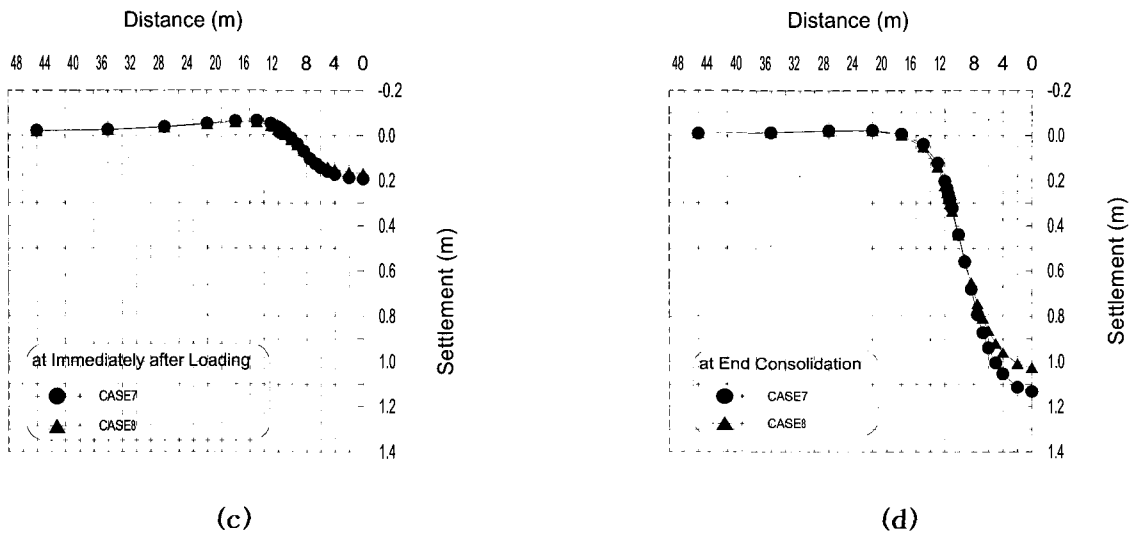 Distance (m)
48 44 40 36 32 28 24 20 16 12 8 4 0
-0.2
0.0
0.2
0.4
0.6
0.8
1.0
1.2
1.4
Settlement (m)
at Immediately after Loading
CASE7
CASE8
(c)
Distance (m)
48 44 40 36 32 28 24 20 16 12 8 4 0
-0.2
0.0
0.2
0.4
0.6
0.8
1.0
1.2
1.4
Settlement (m)
at End Consolidation
CASE7
CASE8
(d)